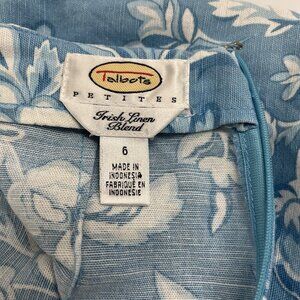 Talbots
PETITES
Irish Linen
Blend
6
MADE IN
INDONESIA
FABRIQUÉ EN
INDONESIE